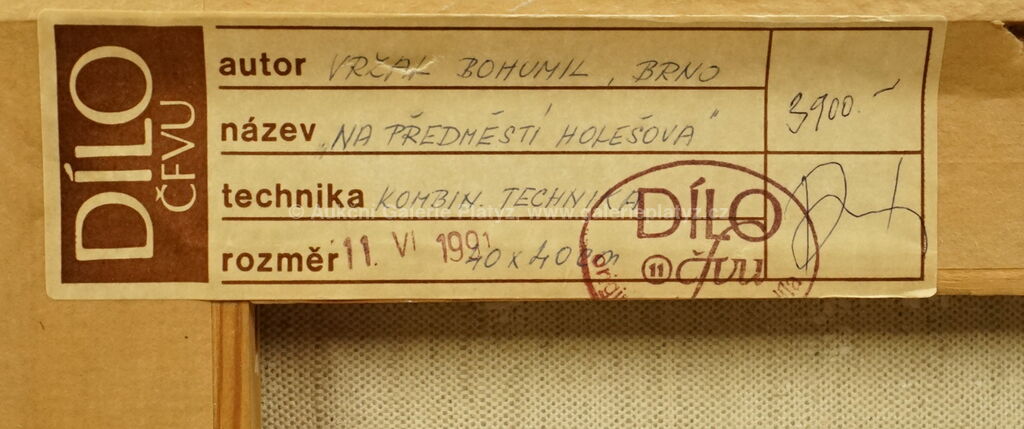 DÍLO
ČFVU
autor VRŽAL BOHUMIL, BRNO
název „NA PŘEDMĚSTÍ HOLEŠOVA"
technika KOMBIN. TECHNIKA
rozměr 11. VI 1991 40 x 40 cm
3900.-
DÍLO
11 čfvu
© Aukční Galerie Platýz www.galerieplatyz.cz